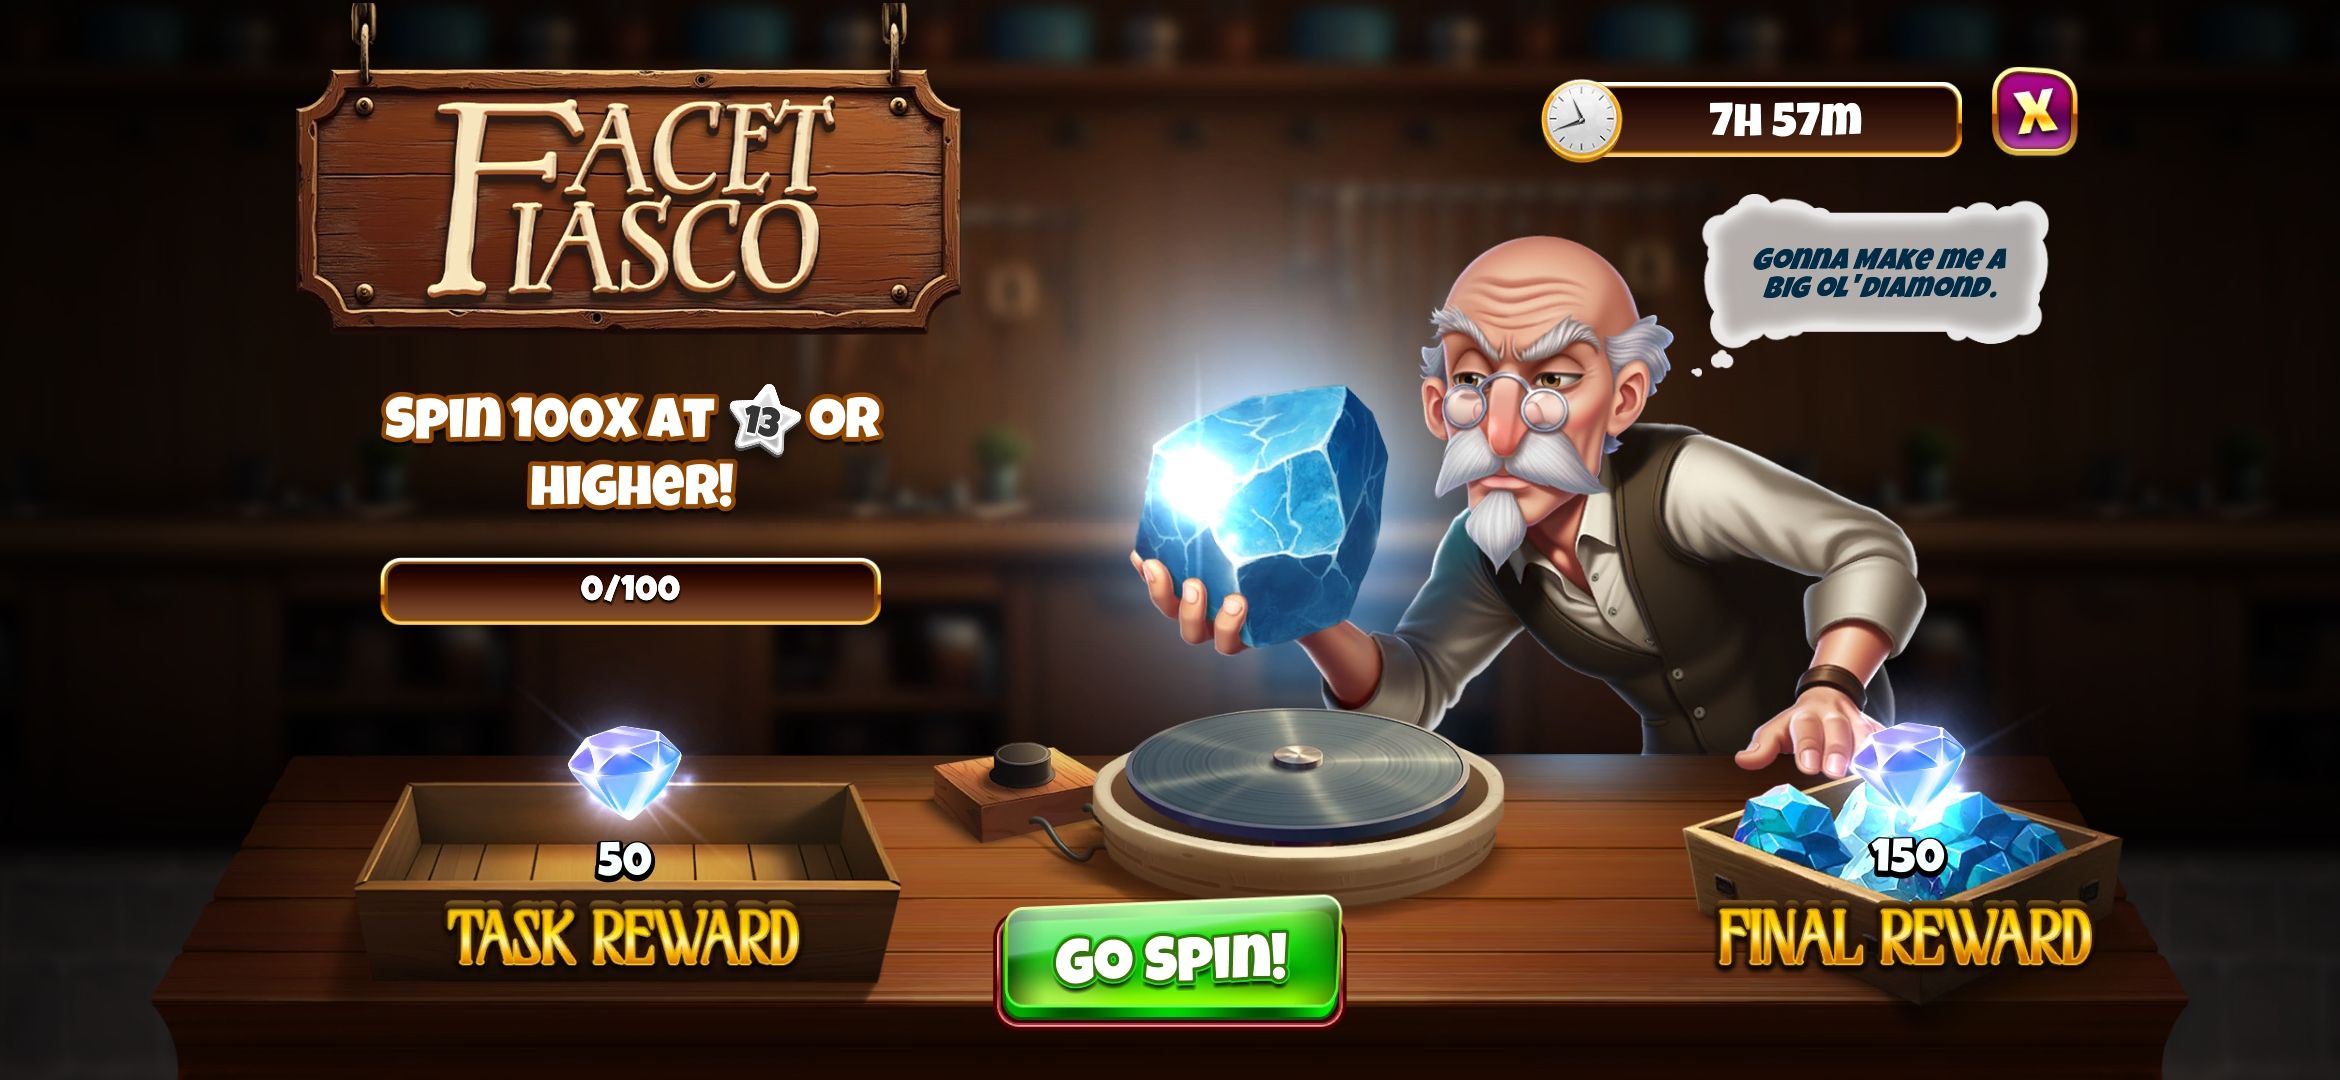 FACET
FIASCO
7H 57M
X
GONNA MAKE ME A
BIG OL' DIAMOND.
SPIN 100X AT 13 OR
HIGHER!
0/100
50
TASK REWARD
GO SPIN!
150
FINAL REWARD